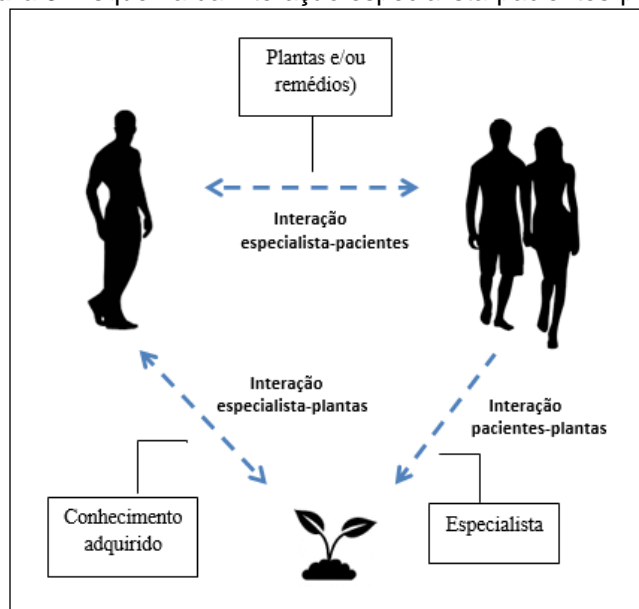 Plantas e/ou
remédios)
Interação
especialista-pacientes
Interação
especialista-plantas
Interação
pacientes-plantas
Conhecimento
adquirido
Especialista